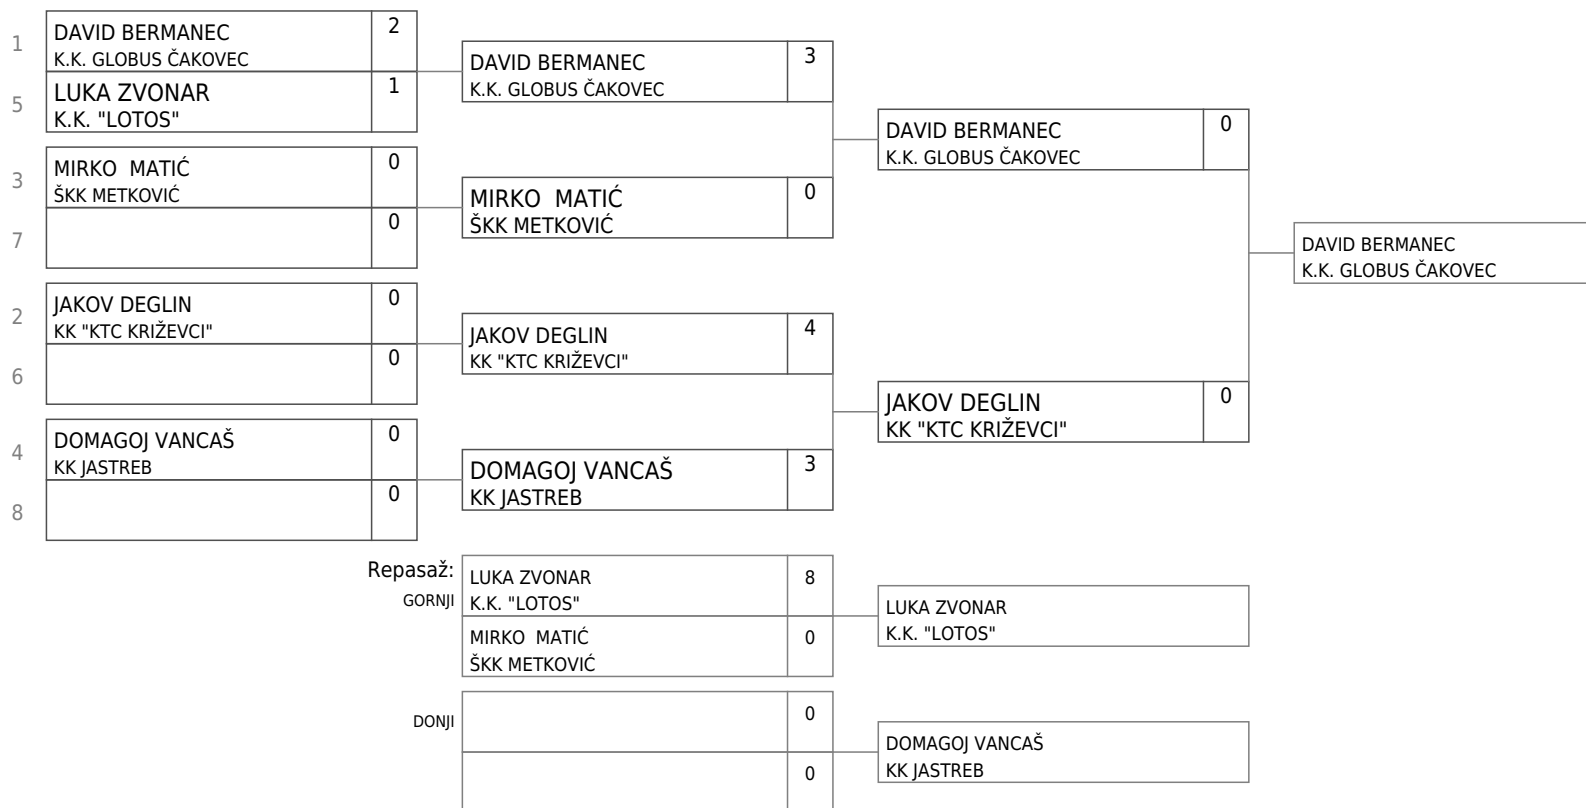 1
DAVID BERMANEC
K.K. GLOBUS ČAKOVEC
2
5
LUKA ZVONAR
K.K. "LOTOS"
1
3
MIRKO MATIĆ
ŠKK METKOVIĆ
0
7
0
2
JAKOV DEGLIN
KK "KTC KRIŽEVCI"
0
6
0
4
DOMAGOJ VANCAŠ
KK JASTREB
0
8
0
DAVID BERMANEC
K.K. GLOBUS ČAKOVEC
3
MIRKO MATIĆ
ŠKK METKOVIĆ
0
JAKOV DEGLIN
KK "KTC KRIŽEVCI"
4
DOMAGOJ VANCAŠ
KK JASTREB
3
DAVID BERMANEC
K.K. GLOBUS ČAKOVEC
0
JAKOV DEGLIN
KK "KTC KRIŽEVCI"
0
DAVID BERMANEC
K.K. GLOBUS ČAKOVEC
Repasaž:
GORNJI
LUKA ZVONAR
K.K. "LOTOS"
8
MIRKO MATIĆ
ŠKK METKOVIĆ
0
LUKA ZVONAR
K.K. "LOTOS"
DONJI
0
0
DOMAGOJ VANCAŠ
KK JASTREB